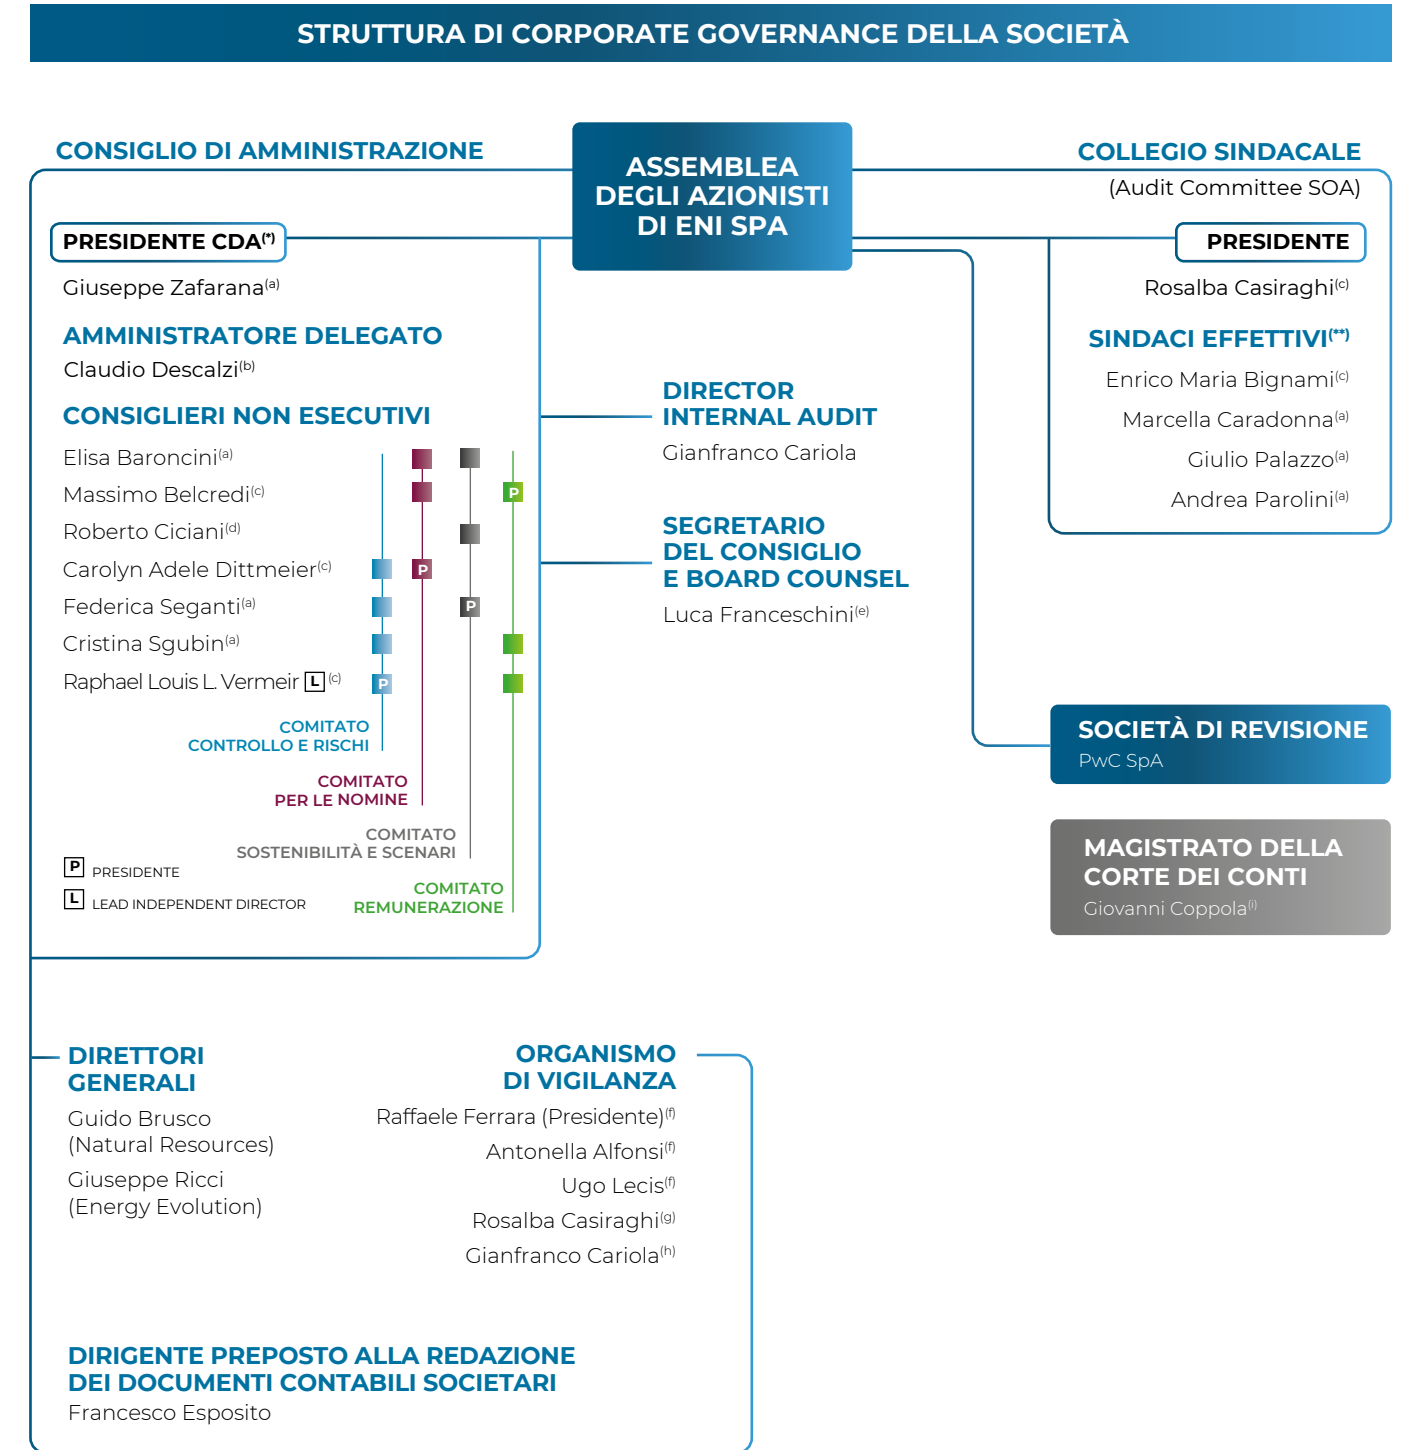 STRUTTURA DI CORPORATE GOVERNANCE DELLA SOCIETÀ
CONSIGLIO DI AMMINISTRAZIONE
ASSEMBLEA
DEGLI AZIONISTI
DI ENI SPA
COLLEGIO SINDACALE
(Audit Committee SOA)
PRESIDENTE CDA(*)
Giuseppe Zafarana(a)
AMMINISTRATORE DELEGATO
Claudio Descalzi(b)
CONSIGLIERI NON ESECUTIVI
Elisa Baroncini(a)
Massimo Belcredi(c) P
Roberto Ciciani(d)
Carolyn Adele Dittmeier(c) P
Federica Seganti(a) P
Cristina Sgubin(a)
Raphael Louis L. Vermeir L (c) P
COMITATO
CONTROLLO E RISCHI
COMITATO
PER LE NOMINE
COMITATO
SOSTENIBILITÀ E SCENARI
COMITATO
REMUNERAZIONE
P PRESIDENTE
L LEAD INDEPENDENT DIRECTOR
DIRECTOR
INTERNAL AUDIT
Gianfranco Cariola
SEGRETARIO
DEL CONSIGLIO
E BOARD COUNSEL
Luca Franceschini(e)
PRESIDENTE
Rosalba Casiraghi(c)
SINDACI EFFETTIVI(**)
Enrico Maria Bignami(c)
Marcella Caradonna(a)
Giulio Palazzo(a)
Andrea Parolini(a)
SOCIETÀ DI REVISIONE
PwC SpA
MAGISTRATO DELLA
CORTE DEI CONTI
Giovanni Coppola(i)
DIRETTORI
GENERALI
Guido Brusco
(Natural Resources)
Giuseppe Ricci
(Energy Evolution)
ORGANISMO
DI VIGILANZA
Raffaele Ferrara (Presidente)(f)
Antonella Alfonsi(f)
Ugo Lecis(f)
Rosalba Casiraghi(g)
Gianfranco Cariola(h)
DIRIGENTE PREPOSTO ALLA REDAZIONE
DEI DOCUMENTI CONTABILI SOCIETARI
Francesco Esposito